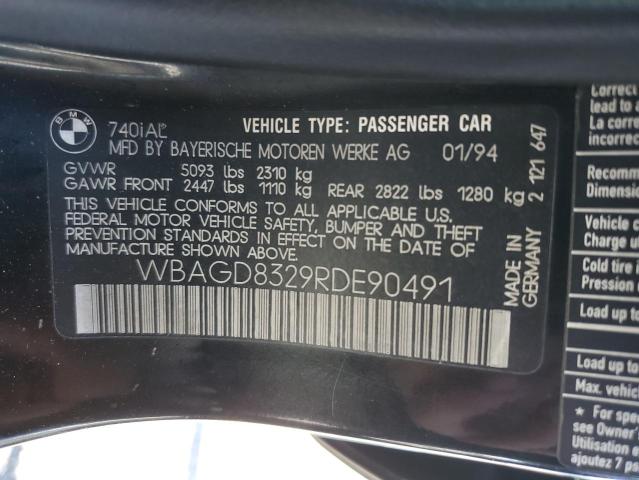 BMW
740iAL VEHICLE TYPE: PASSENGER CAR
MFD BY BAYERISCHE MOTOREN WERKE AG 01/94
GVWR 5093 lbs 2310 kg
GAWR FRONT 2447 lbs 1110 kg REAR 2822 lbs 1280 kg
THIS VEHICLE CONFORMS TO ALL APPLICABLE U.S.
FEDERAL MOTOR VEHICLE SAFETY, BUMPER AND THEFT
PREVENTION STANDARDS IN EFFECT ON THE DATE OF
MANUFACTURE SHOWN ABOVE.
WBAGD8329RDE90491
MADE IN
GERMANY 2 121 647
Correct
lead to
La correc
entraîn
Recomm
Dimensio
Vehicle c
Charge
Cold tire
Pression
Load up to
Load up to
Max. vehic
* For spe
see Owner's
Utilisation e
ajoutez 7 pa